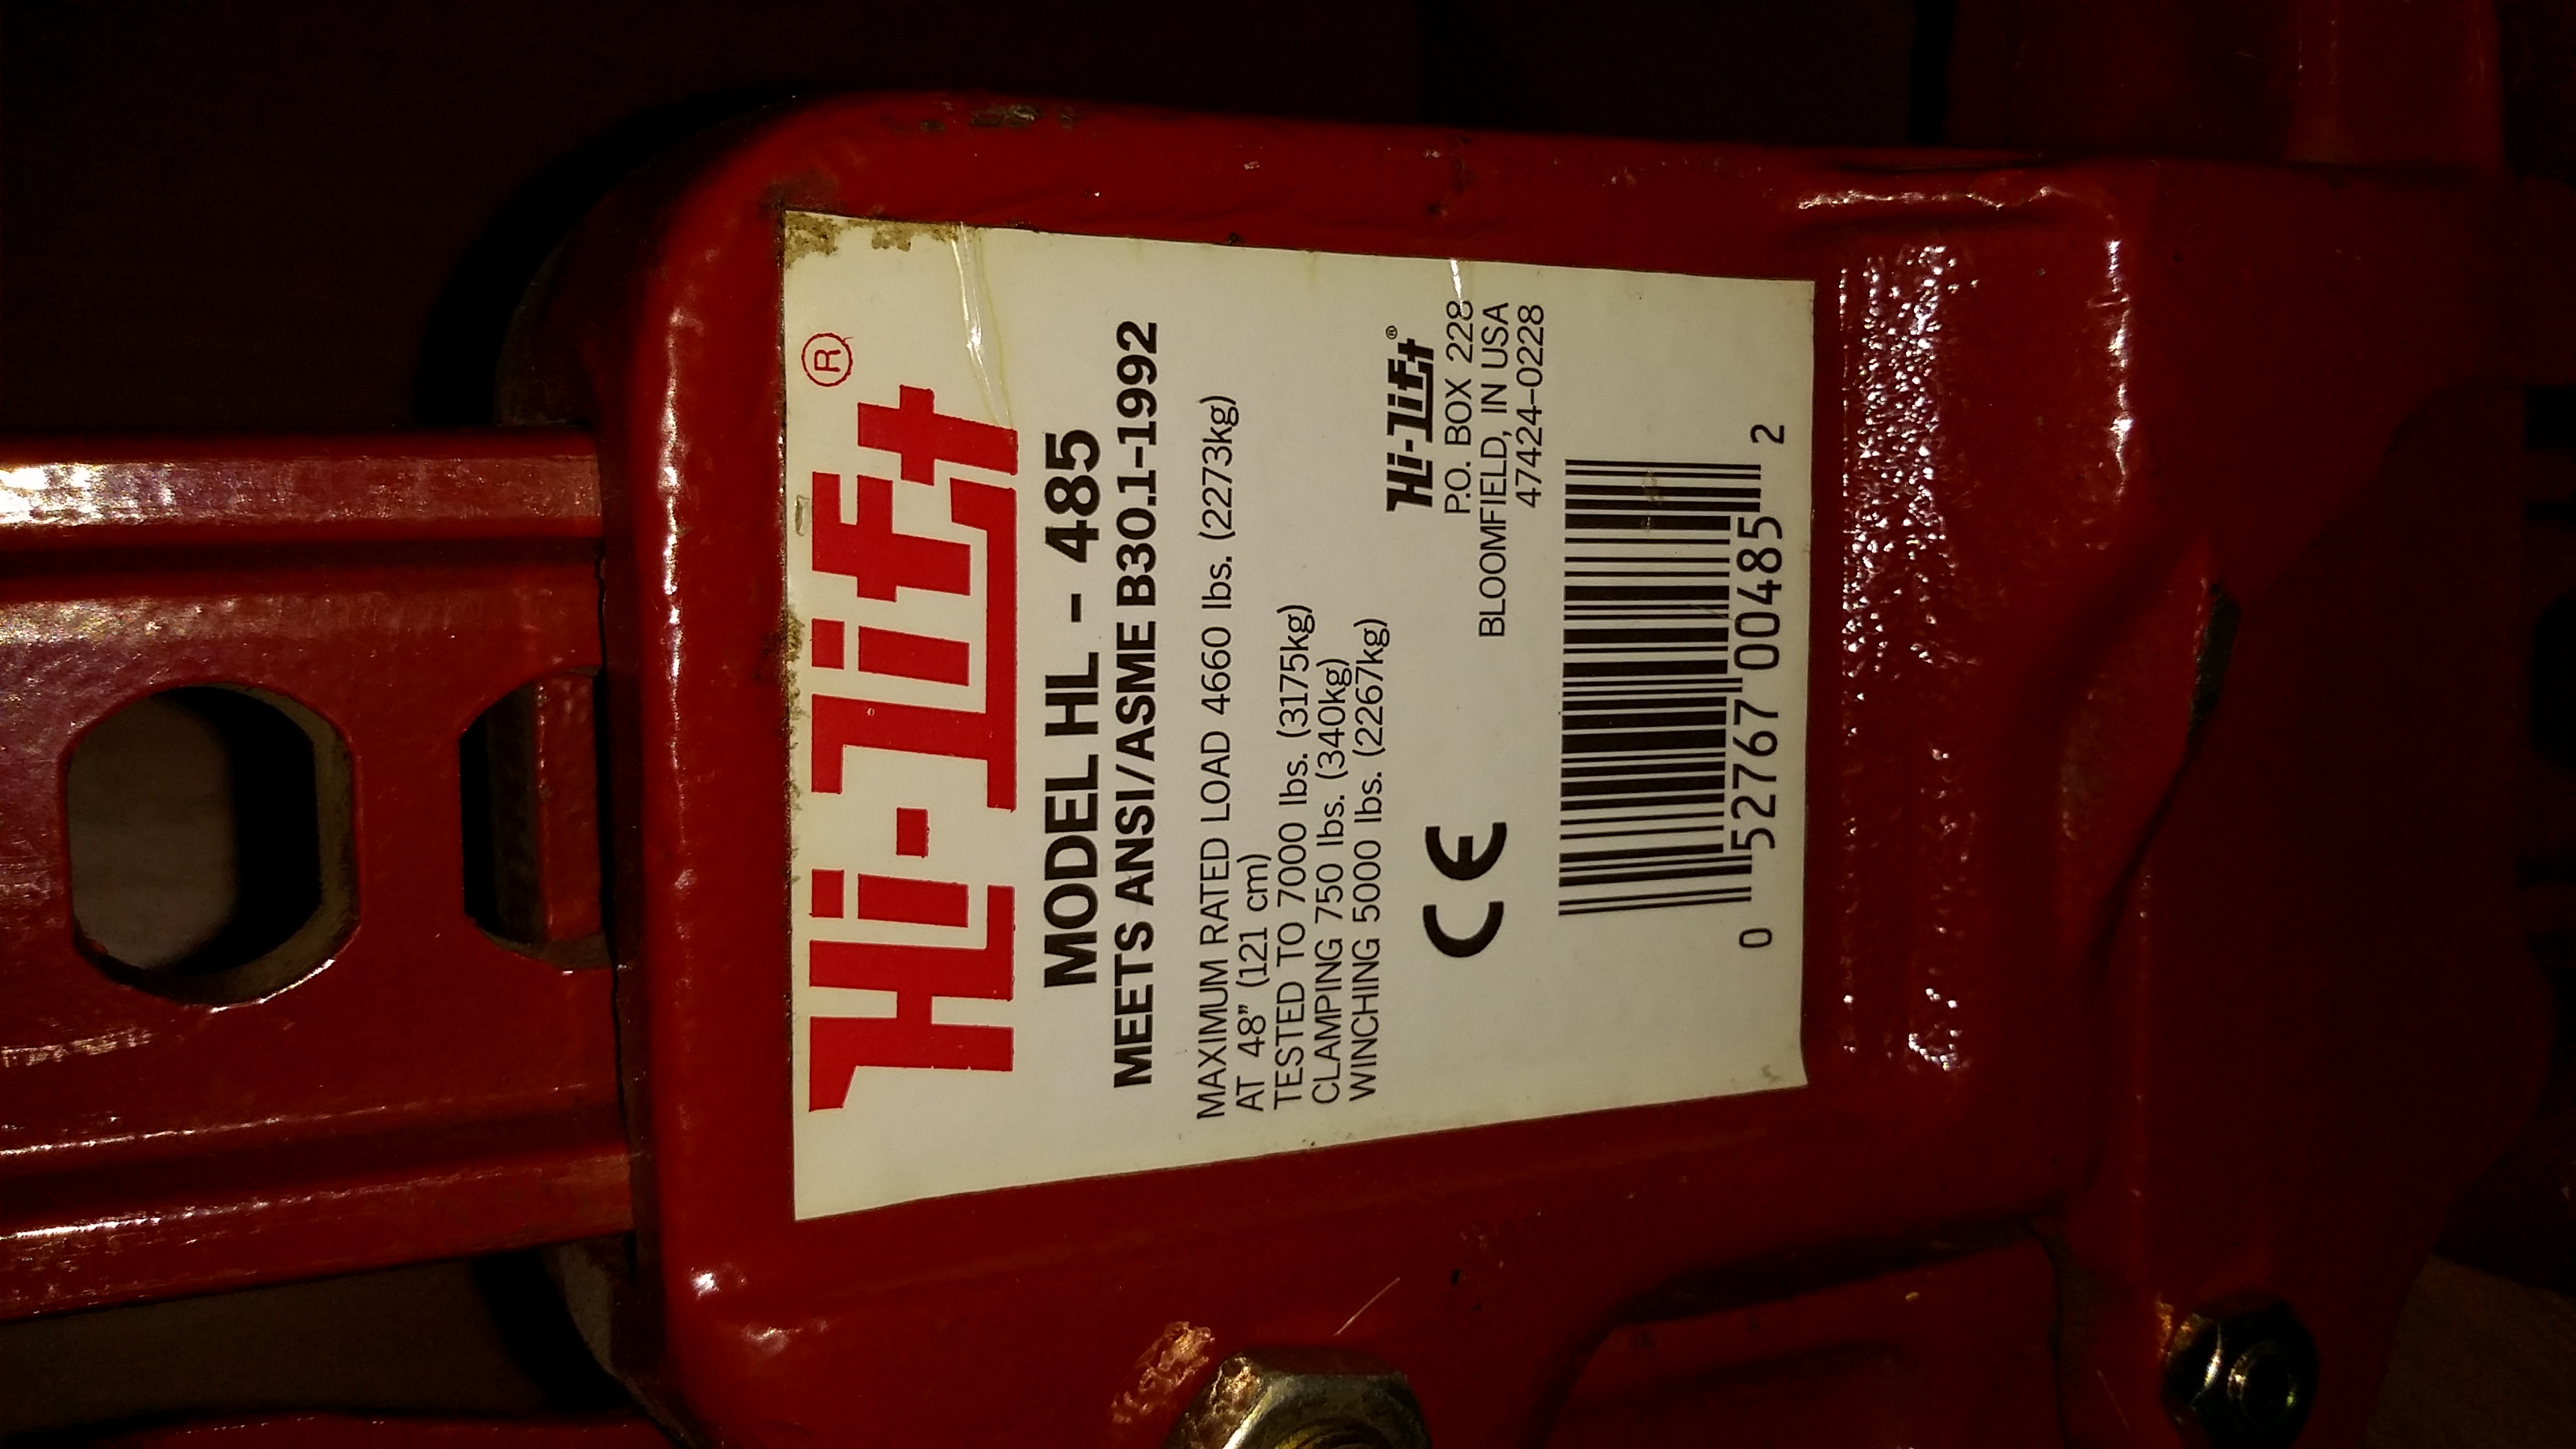 Hi-Lift®
MODEL HL - 485
MEETS ANSI/ASME B30.1-1992
MAXIMUM RATED LOAD 4660 lbs. (2273kg)
AT 48" (121 cm)
TESTED TO 7000 lbs. (3175kg)
CLAMPING 750 lbs. (340kg)
WINCHING 5000 lbs. (2267kg)
CE
Hi-Lift®
P.O. BOX 228
BLOOMFIELD, IN USA
47424-0228
0 52767 00485 2